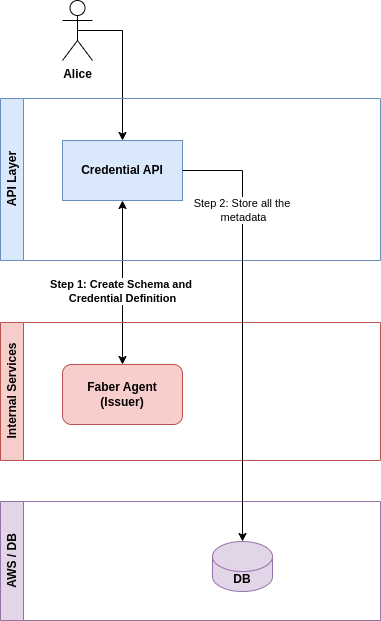 Alice
API Layer
Credential API
Step 2: Store all the
metadata
Step 1: Create Schema and
Credential Definition
Internal Services
Faber Agent
(Issuer)
AWS / DB
DB